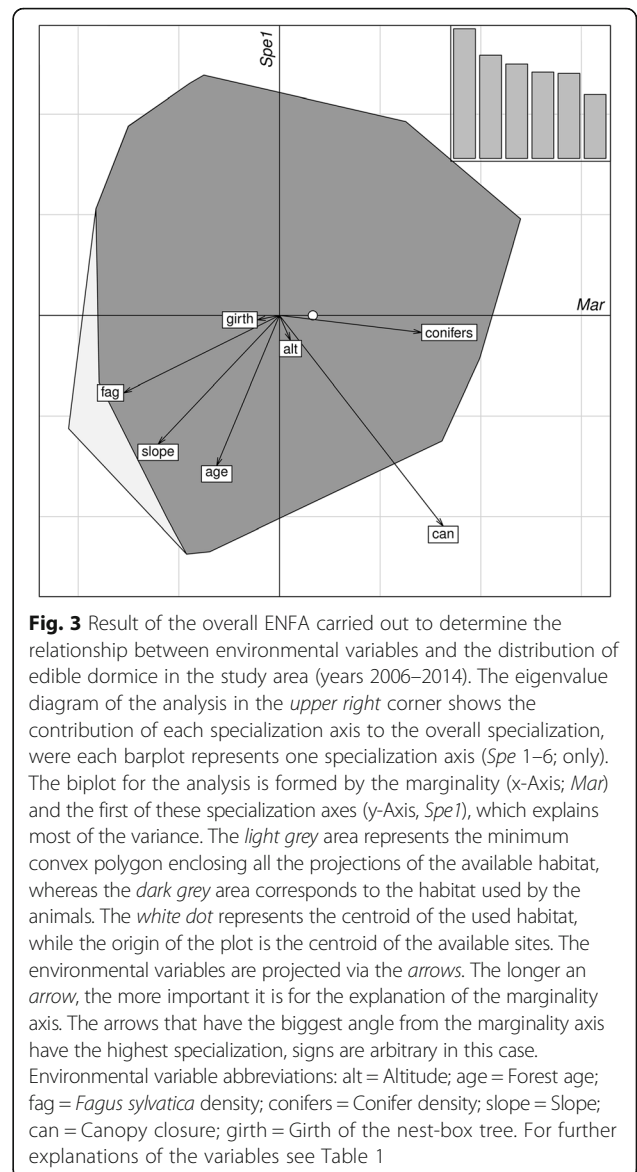 Spe1
Mar
girth
conifers
alt
fag
slope
age
can
Fig. 3 Result of the overall ENFA carried out to determine the
relationship between environmental variables and the distribution of
edible dormice in the study area (years 2006–2014). The eigenvalue
diagram of the analysis in the upper right corner shows the
contribution of each specialization axis to the overall specialization,
were each barplot represents one specialization axis (Spe 1–6; only).
The biplot for the analysis is formed by the marginality (x-Axis; Mar)
and the first of these specialization axes (y-Axis, Spe1), which explains
most of the variance. The light grey area represents the minimum
convex polygon enclosing all the projections of the available habitat,
whereas the dark grey area corresponds to the habitat used by the
animals. The white dot represents the centroid of the used habitat,
while the origin of the plot is the centroid of the available sites. The
environmental variables are projected via the arrows. The longer an
arrow, the more important it is for the explanation of the marginality
axis. The arrows that have the biggest angle from the marginality axis
have the highest specialization, signs are arbitrary in this case.
Environmental variable abbreviations: alt = Altitude; age = Forest age;
fag = Fagus sylvatica density; conifers = Conifer density; slope = Slope;
can = Canopy closure; girth = Girth of the nest-box tree. For further
explanations of the variables see Table 1